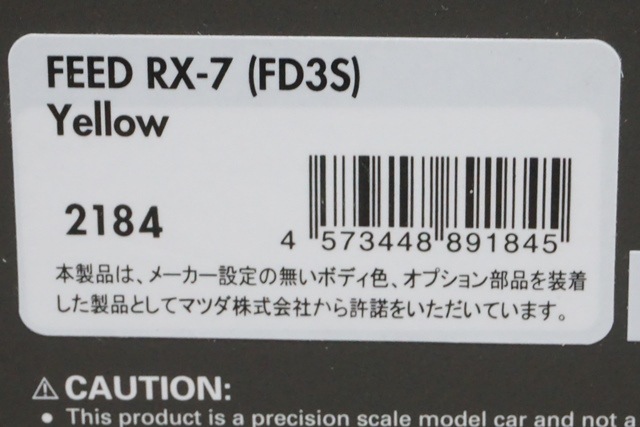 FEED RX-7 (FD3S)
Yellow
2184
4 573448 891845
本製品は、メーカー設定の無いボディ色、オプション部品を装着
した製品としてマツダ株式会社から許諾をいただいています。
⚠ CAUTION:
• This product is a precision scale model car and not a